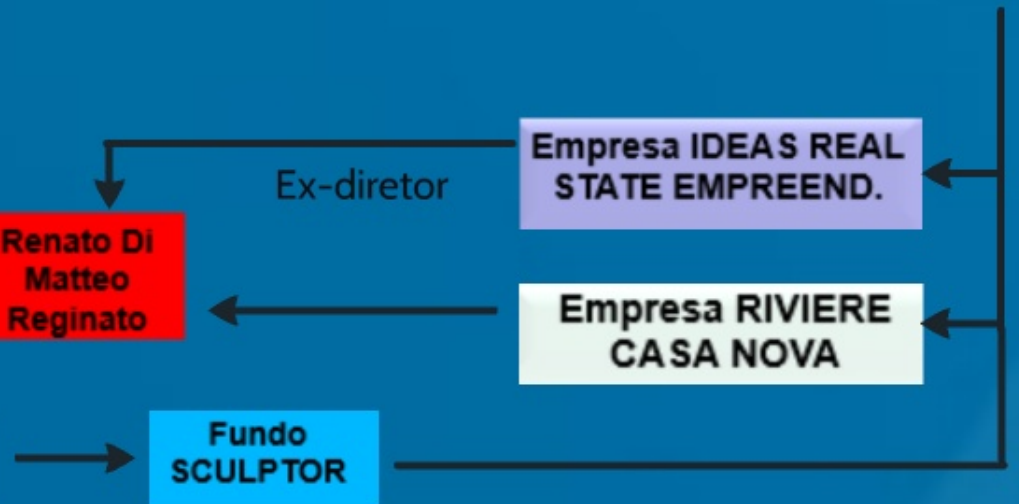 Empresa IDEAS REAL
STATE EMPREEND.
Ex-diretor
Renato Di
Matteo
Reginato
Empresa RIVIERE
CASA NOVA
Fundo
SCULPTOR